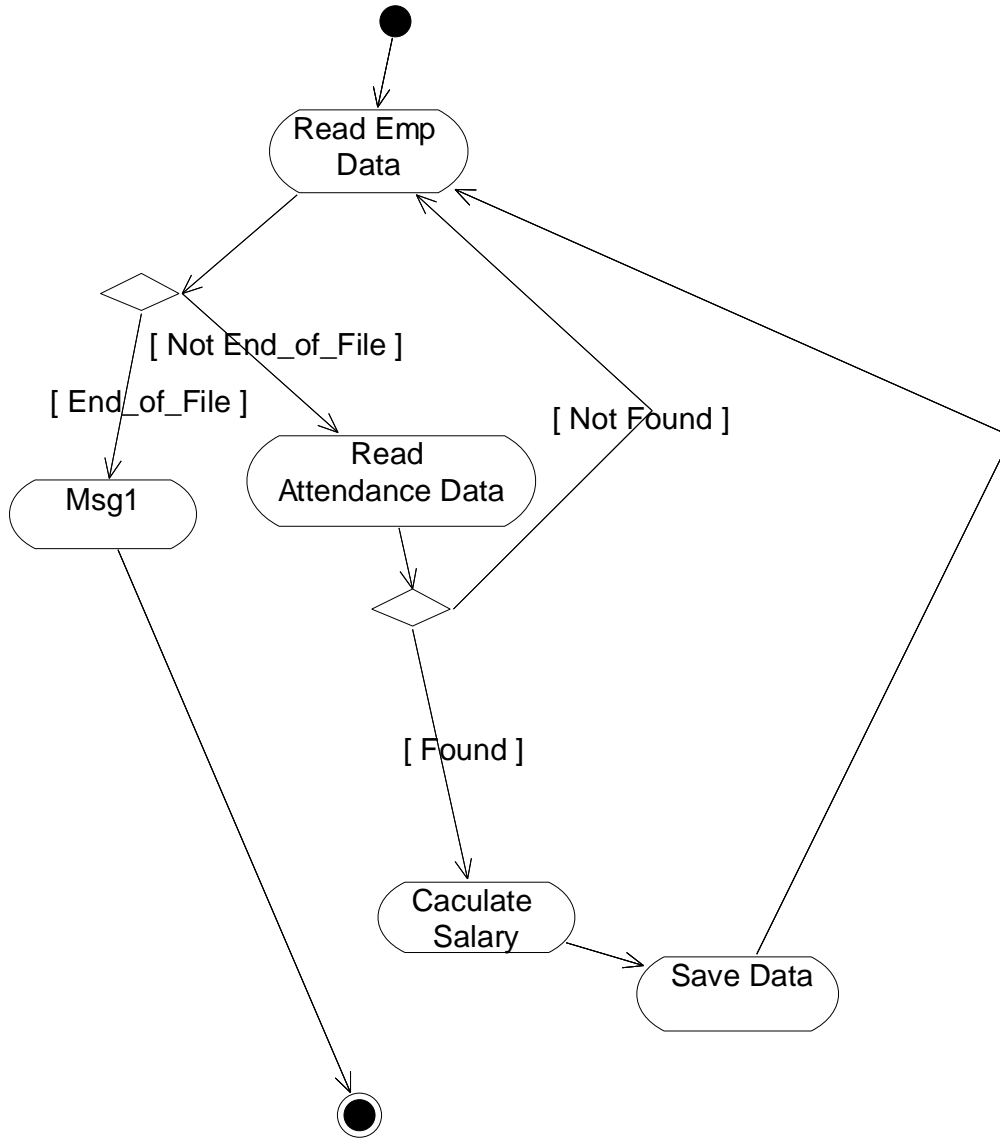 Read Emp
Data
[ Not End_of_File ]
[ End_of_File ]
[ Not Found ]
Read
Attendance Data
Msg1
[ Found ]
Caculate
Salary
Save Data